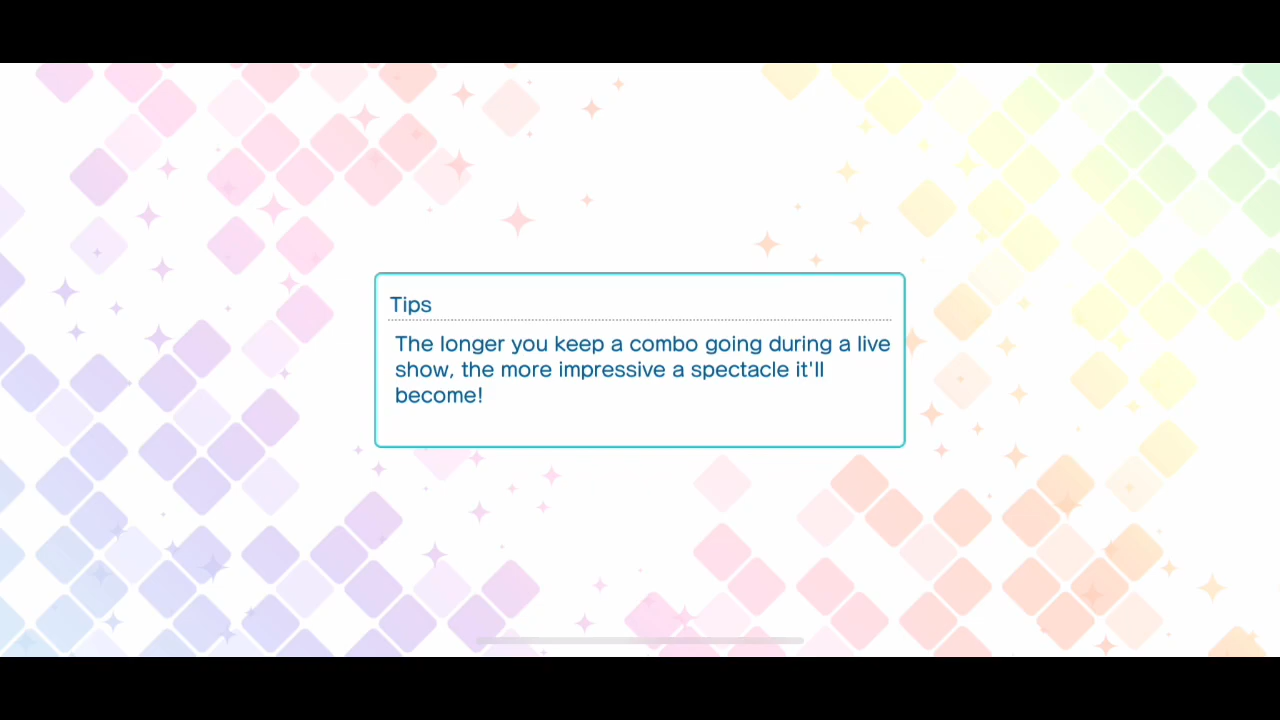 Tips
The longer you keep a combo going during a live
show, the more impressive a spectacle it'll
become!